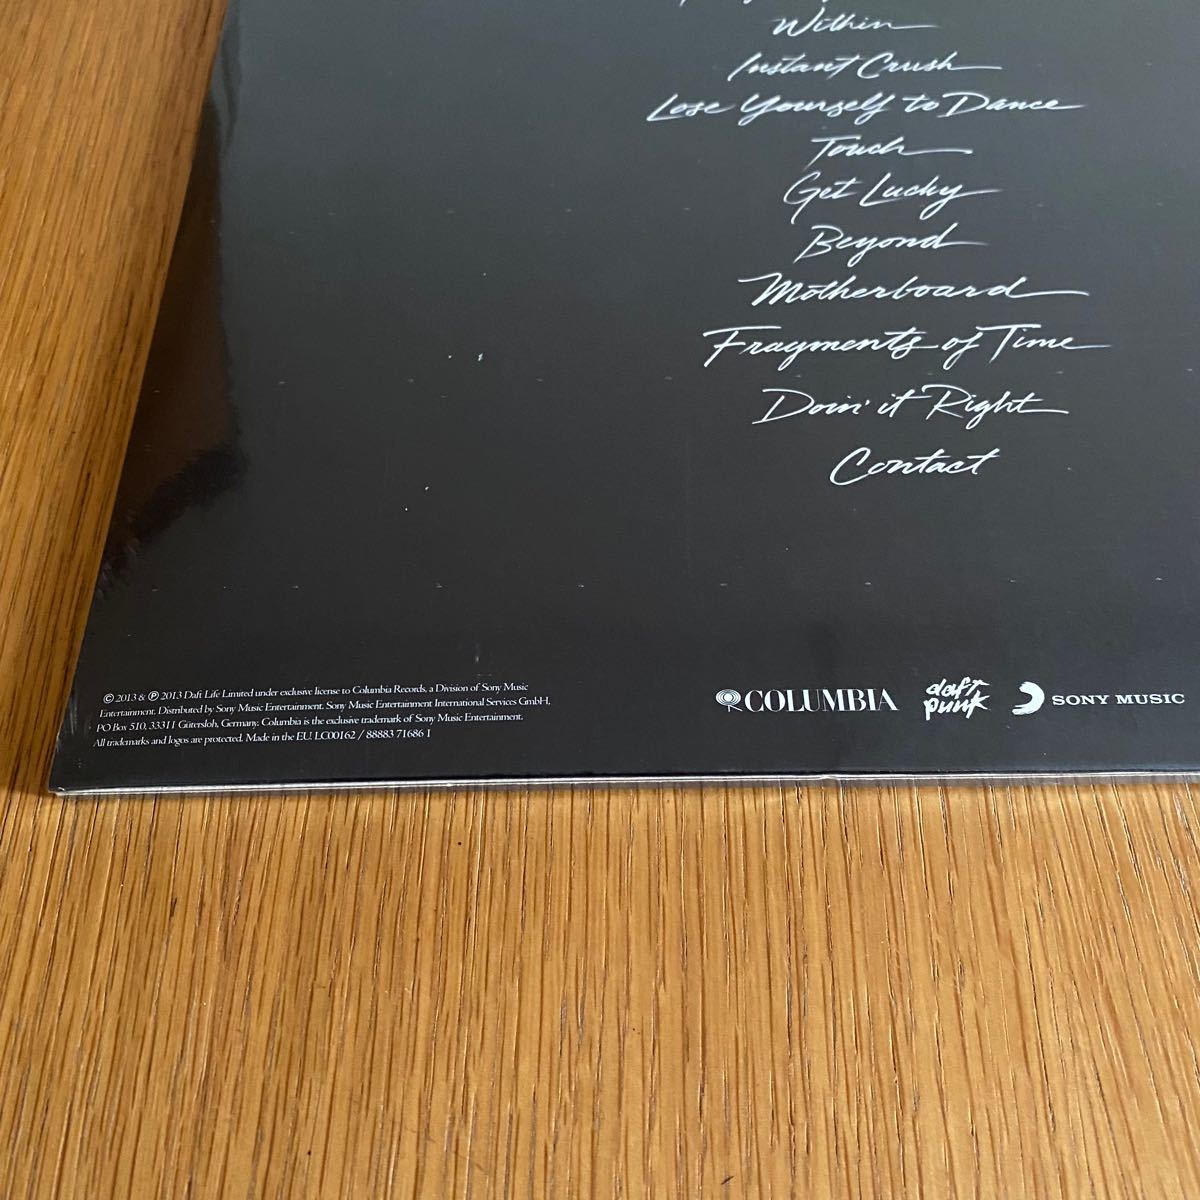 Within
Instant Crush
Lose Yourself to Dance
Touch
Get Lucky
Beyond
Motherboard
Fragments of Time
Doin' it Right
Contact
© 2013 & ℗ 2013 Daft Life Limited under exclusive license to Columbia Records, a Division of Sony Music
Entertainment. Distributed by Sony Music Entertainment. Sony Music Entertainment International Services GmbH,
PO Box 510, 33311 Gütersloh, Germany. Columbia is the exclusive trademark of Sony Music Entertainment.
All trademarks and logos are protected. Made in the EU. LC00162 / 88883 71686 1
COLUMBIA daft punk SONY MUSIC